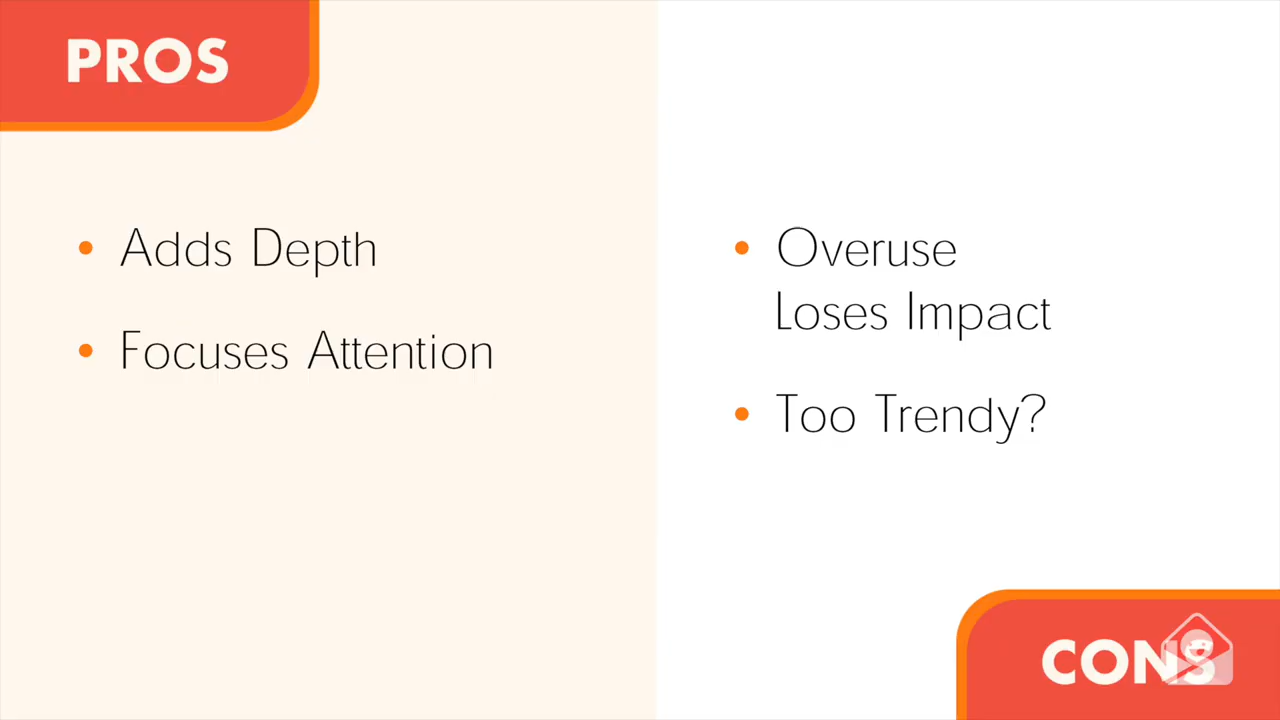 PROS
• Adds Depth
• Focuses Attention
• Overuse
Loses Impact
• Too Trendy?
CONS